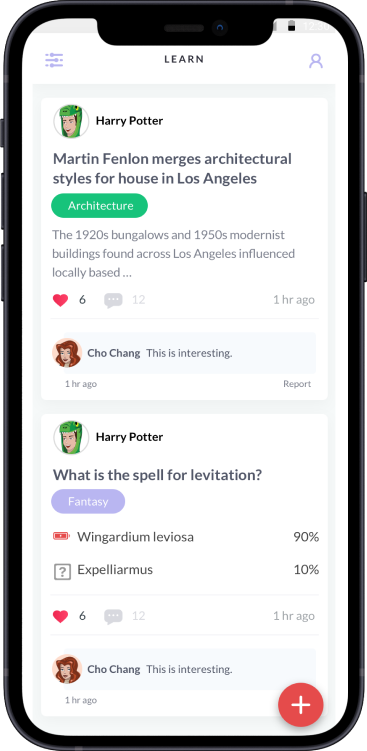 LEARN
Harry Potter
Martin Fenlon merges architectural
styles for house in Los Angeles
Architecture
The 1920s bungalows and 1950s modernist
buildings found across Los Angeles influenced
locally based ...
6 12 1 hr ago
Cho Chang This is interesting.
1 hr ago Report
Harry Potter
What is the spell for levitation?
Fantasy
Wingardium leviosa 90%
Expelliarmus 10%
6 12 1 hr ago
Cho Chang This is interesting.
1 hr ago